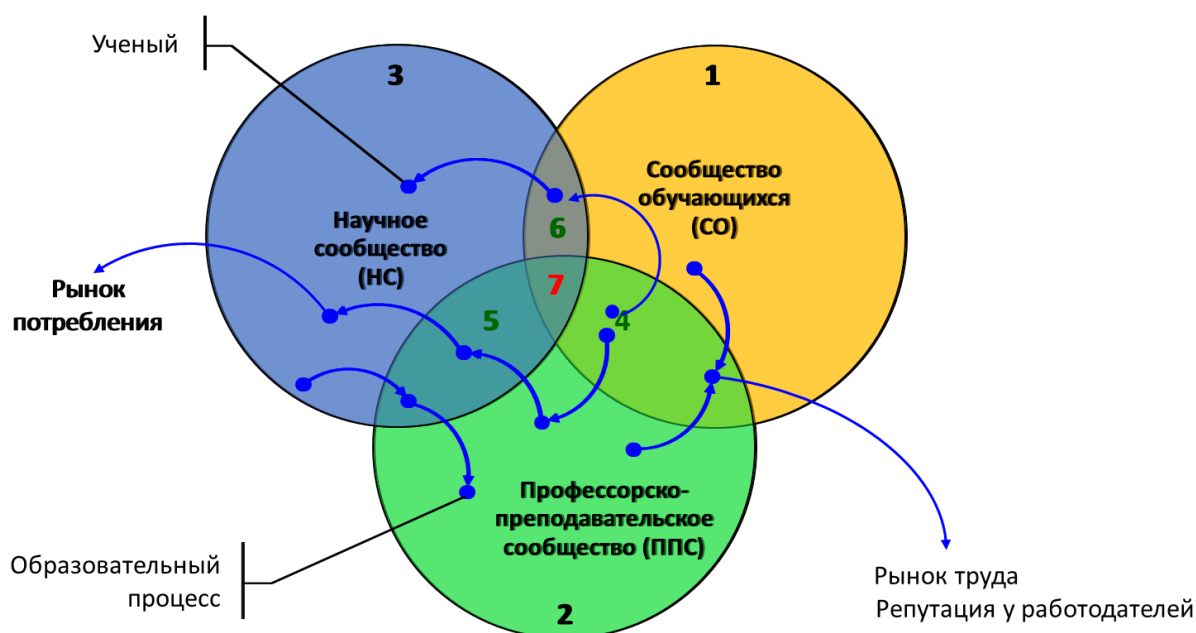 Ученый
3
1
Сообщество
обучающихся
(СО)
Научное
сообщество
(НС)
6
7
5
4
Рынок
потребления
Профессорско-
преподавательское
сообщество (ППС)
Образовательный
процесс
2
Рынок труда
Репутация у работодателей